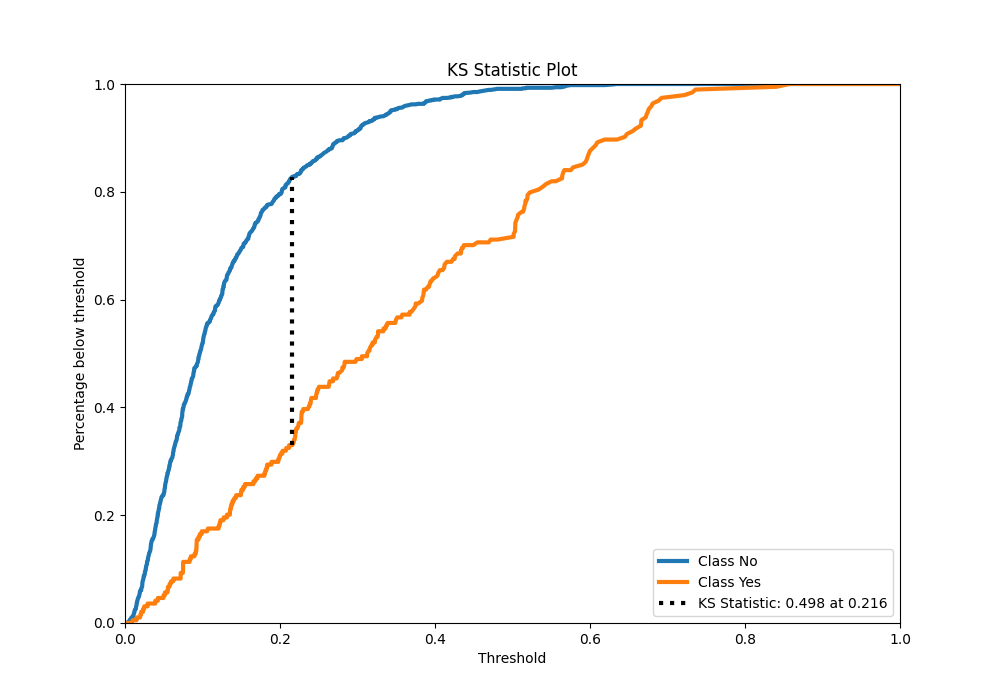 KS Statistic Plot
1.0
0.8
0.6
0.4
0.2
0.0
Percentage below threshold
0.0 0.2 0.4 0.6 0.8 1.0
Threshold
Class No
Class Yes
KS Statistic: 0.498 at 0.216